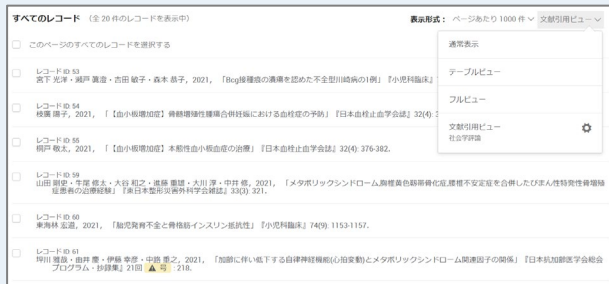 すべてのレコード （全 20 件のレコードを表示中） 表示形式： ページあたり 1000 件 文献引用ビュー
このページのすべてのレコードを選択する
通常表示
テーブルビュー
フルビュー
文献引用ビュー
社会学評論
レコード ID: 53
宮下 光洋・瀬戸 眞澄・古田 敏子・森本 恭子, 2021, 「Bcg接種痕の潰瘍を認めた不全型川崎病の1例」『小児科臨床』
レコード ID: 54
陽子, 2021, 「【血小板増加症】骨髄増殖性腫瘍合併妊娠における血栓症の予防」『日本血栓止血学会誌』32(4):
レコード ID: 55
桐戸 敬太, 2021, 「【血小板増加症】本態性血小板血症の治療」『日本血栓止血学会誌』32(4): 376-382.
レコード ID: 59
山田 剛史・牛尾 修太・大谷 和之・進藤 重雄・大川 淳・中井 修, 2021, 「メタボリックシンドローム,胸椎黄色靱帯骨化症,腰椎不安定症を合併したびまん性特発性骨増殖
症患者の治療経験」『東日本整形災害外科学会雑誌』33(3): 321.
レコード ID: 60
東海林 宏道, 2021, 「胎児発育不全と骨格筋インスリン抵抗性」『小児科臨床』74(9): 1153-1157.
レコード ID: 61
坪川 雅哉・由井 慶・伊藤 幸彦・中路 重之, 2021, 「加齢に伴い低下する自律神経機能(心拍変動)とメタボリックシンドローム関連因子の関係」『日本抗加齢医学会総会
プログラム・抄録集』21回 号 : 218.